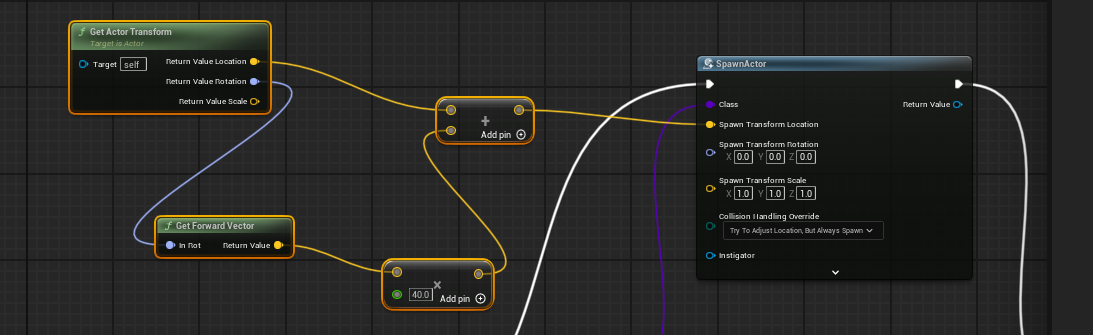 Get Actor Transform
Target is Actor
Target self
Return Value Location
Return Value Rotation
Return Value Scale
Get Forward Vector
In Rot Return Value
+
Add pin
×
40.0 Add pin
SpawnActor
Class Return Value
Spawn Transform Location
Spawn Transform Rotation
X 0.0 Y 0.0 Z 0.0
Spawn Transform Scale
X 1.0 Y 1.0 Z 1.0
Collision Handling Override
Try To Adjust Location, But Always Spawn
Instigator